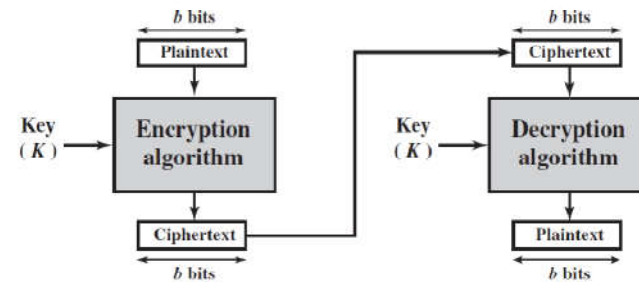 b bits
Plaintext
Key
( K )
Encryption
algorithm
Ciphertext
b bits
b bits
Ciphertext
Key
( K )
Decryption
algorithm
Plaintext
b bits